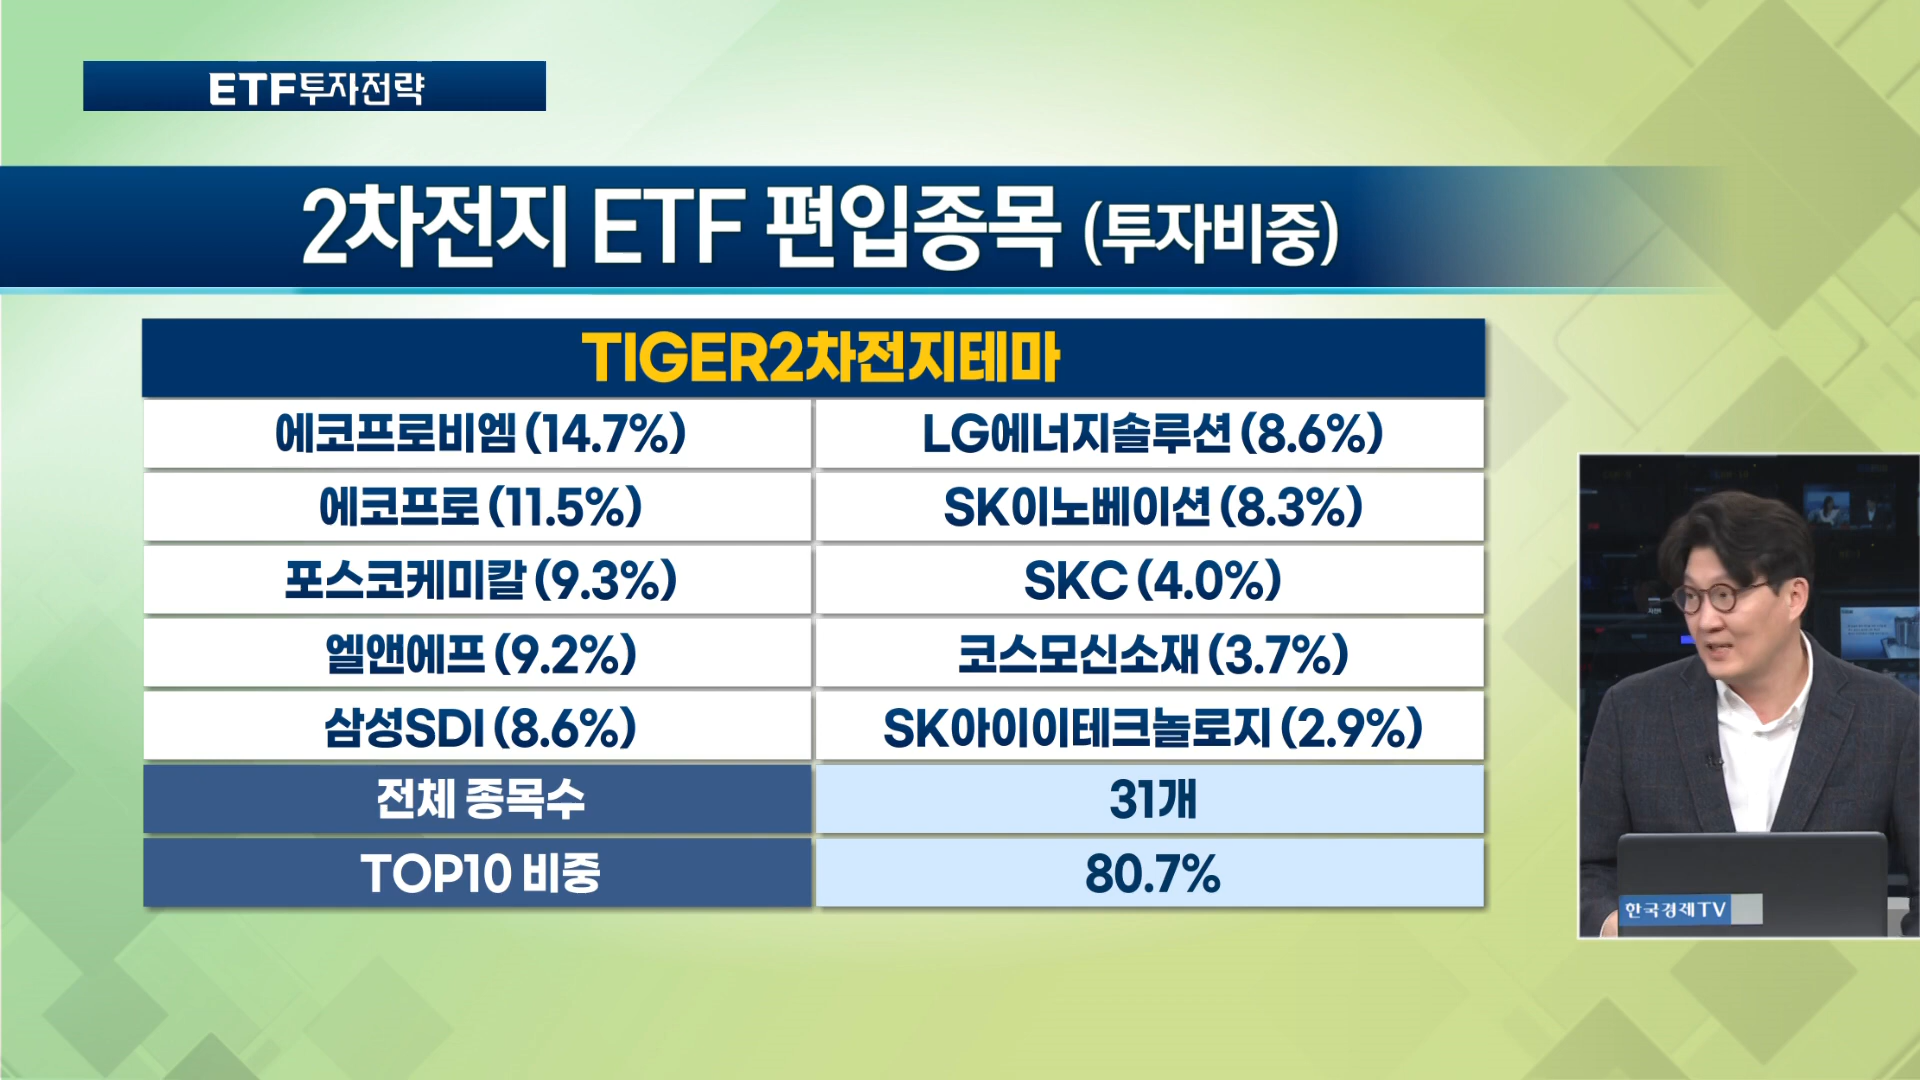 ETF투자전략
2차전지 ETF 편입종목 (투자비중)
TIGER2차전지테마
에코프로비엠 (14.7%) LG에너지솔루션 (8.6%)
에코프로 (11.5%) SK이노베이션 (8.3%)
포스코케미칼 (9.3%) SKC (4.0%)
엘앤에프 (9.2%) 코스모신소재 (3.7%)
삼성SDI (8.6%) SK아이이테크놀로지 (2.9%)
전체 종목수 31개
TOP10 비중 80.7%
한국경제TV